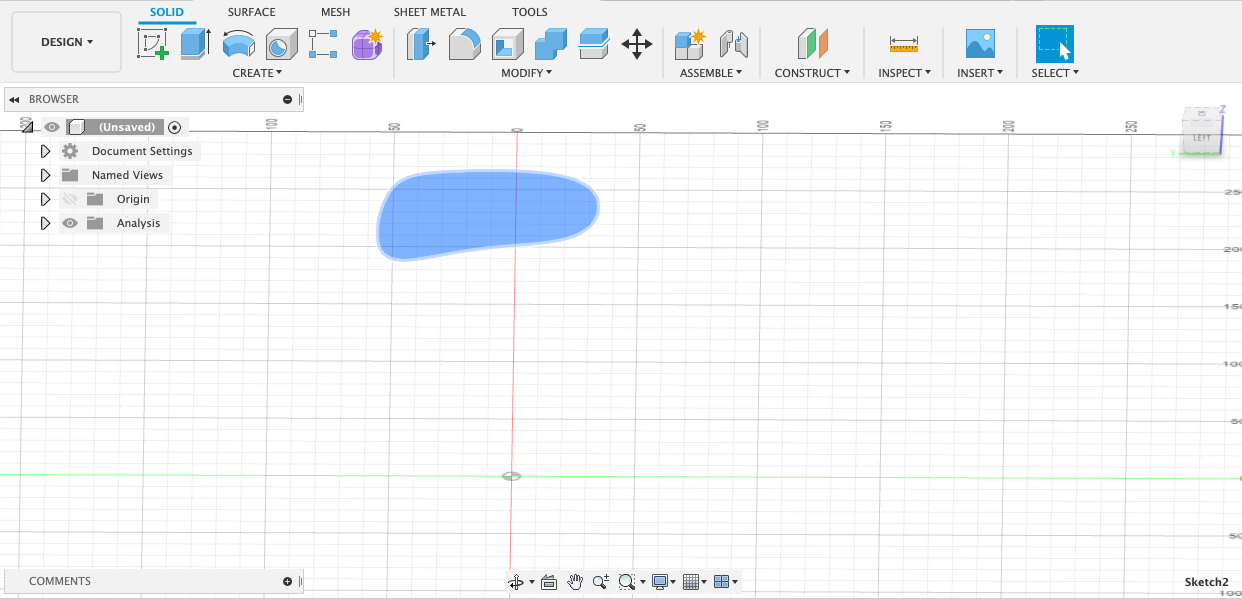 SOLID SURFACE MESH SHEET METAL TOOLS
DESIGN
CREATE MODIFY ASSEMBLE CONSTRUCT INSPECT INSERT SELECT
BROWSER
(Unsaved)
Document Settings
Named Views
Origin
Analysis
100 50 0 50 100 150 200 250
Z
LEFT
Y
250
200
150
100
50
50
100
COMMENTS
Sketch2